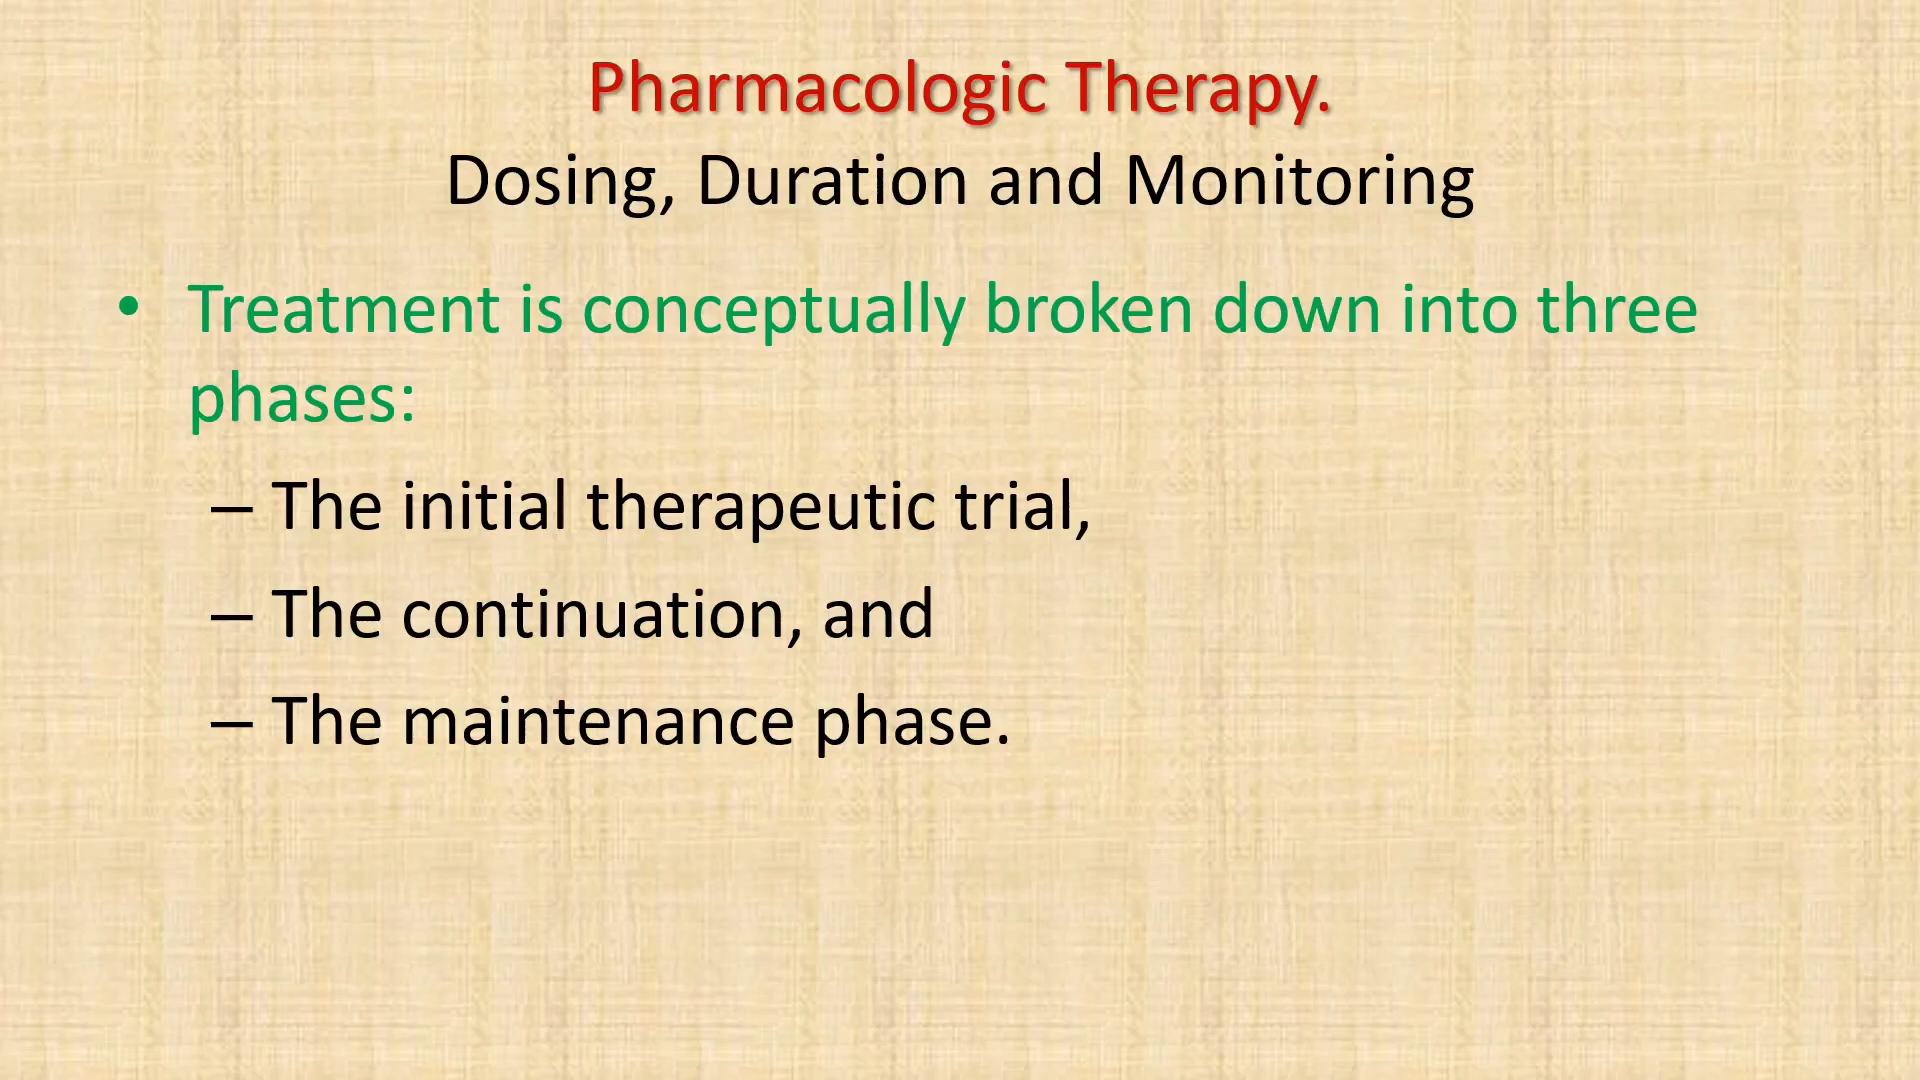 Pharmacologic Therapy.
Dosing, Duration and Monitoring
• Treatment is conceptually broken down into three
phases:
– The initial therapeutic trial,
– The continuation, and
– The maintenance phase.